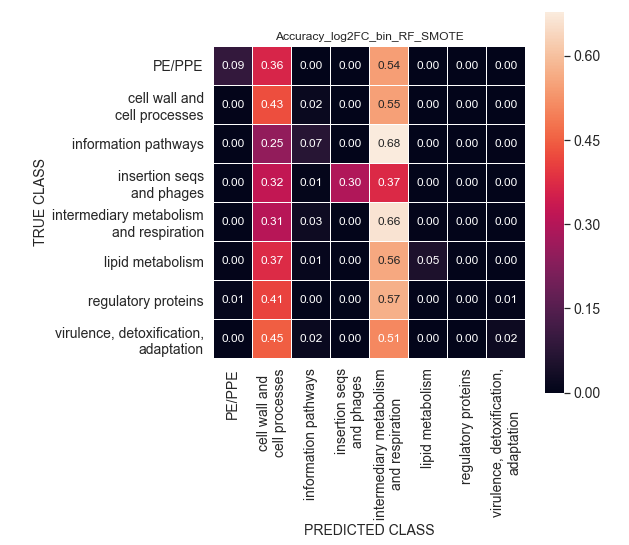 Accuracy_log2FC_bin_RF_SMOTE
TRUE CLASS
PE/PPE
0.09 0.36 0.00 0.00 0.54 0.00 0.00 0.00
cell wall and
cell processes
0.00 0.43 0.02 0.00 0.55 0.00 0.00 0.00
information pathways
0.00 0.25 0.07 0.00 0.68 0.00 0.00 0.00
insertion seqs
and phages
0.00 0.32 0.01 0.30 0.37 0.00 0.00 0.00
intermediary metabolism
and respiration
0.00 0.31 0.03 0.00 0.66 0.00 0.00 0.00
lipid metabolism
0.00 0.37 0.01 0.00 0.56 0.05 0.00 0.00
regulatory proteins
0.01 0.41 0.00 0.00 0.57 0.00 0.00 0.01
virulence, detoxification,
adaptation
0.00 0.45 0.02 0.00 0.51 0.00 0.00 0.02
PE/PPE
cell wall and
cell processes
information pathways
insertion seqs
and phages
intermediary metabolism
and respiration
lipid metabolism
regulatory proteins
virulence, detoxification,
adaptation
PREDICTED CLASS
0.60
0.45
0.30
0.15
0.00